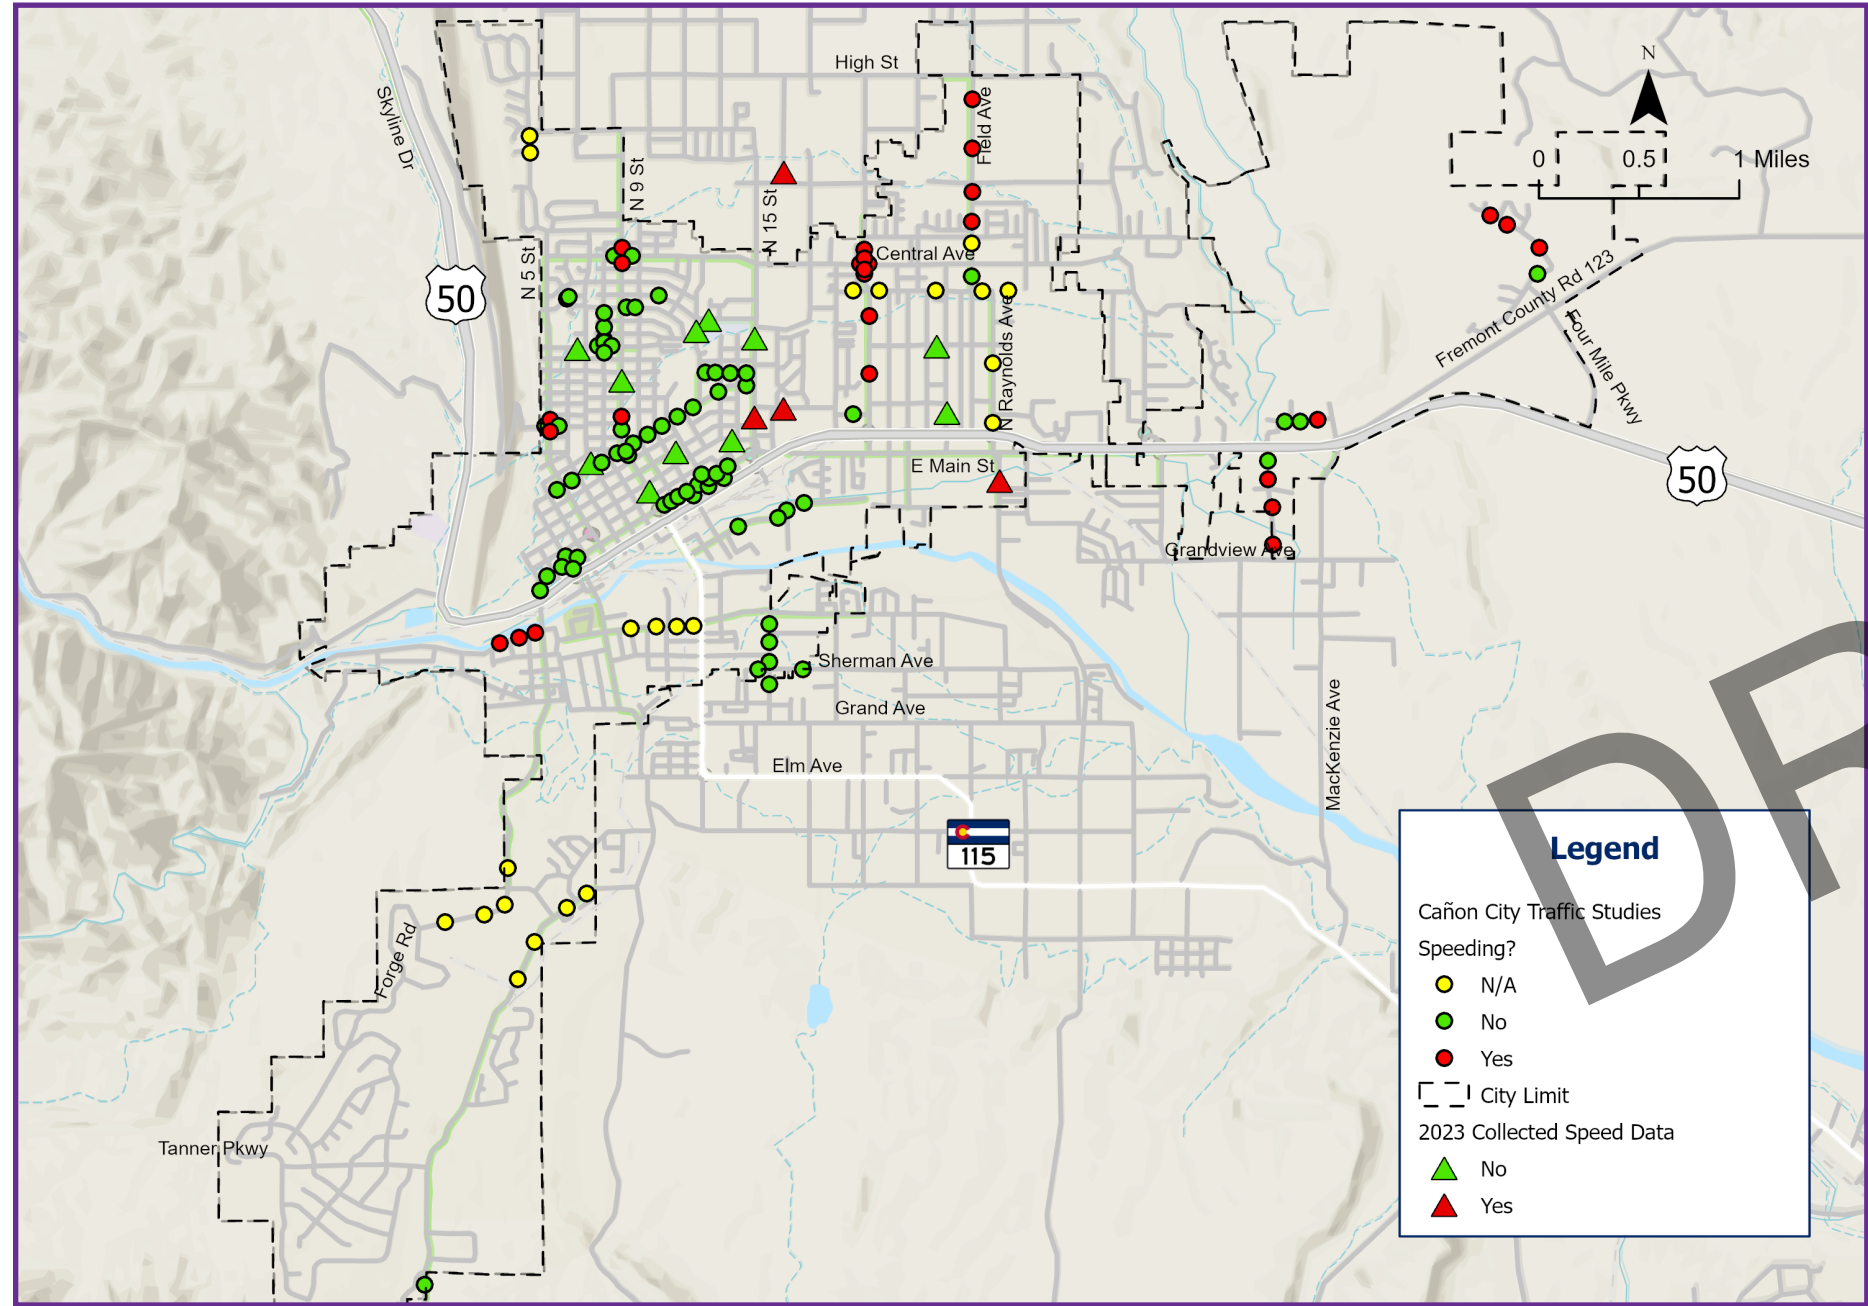 High St
N
Skyline Dr
Field Ave
0 0.5 1 Miles
N 9 St
N 15 St
Central Ave
N 5 St
50
Fremont County Rd 123
N Raynolds Ave
Four Mile Pkwy
E Main St
50
Grandview Ave
Sherman Ave
Grand Ave
MacKenzie Ave
Elm Ave
115
Legend
Cañon City Traffic Studies
Speeding?
N/A
No
Yes
City Limit
2023 Collected Speed Data
No
Yes
Forge Rd
Tanner Pkwy
DR